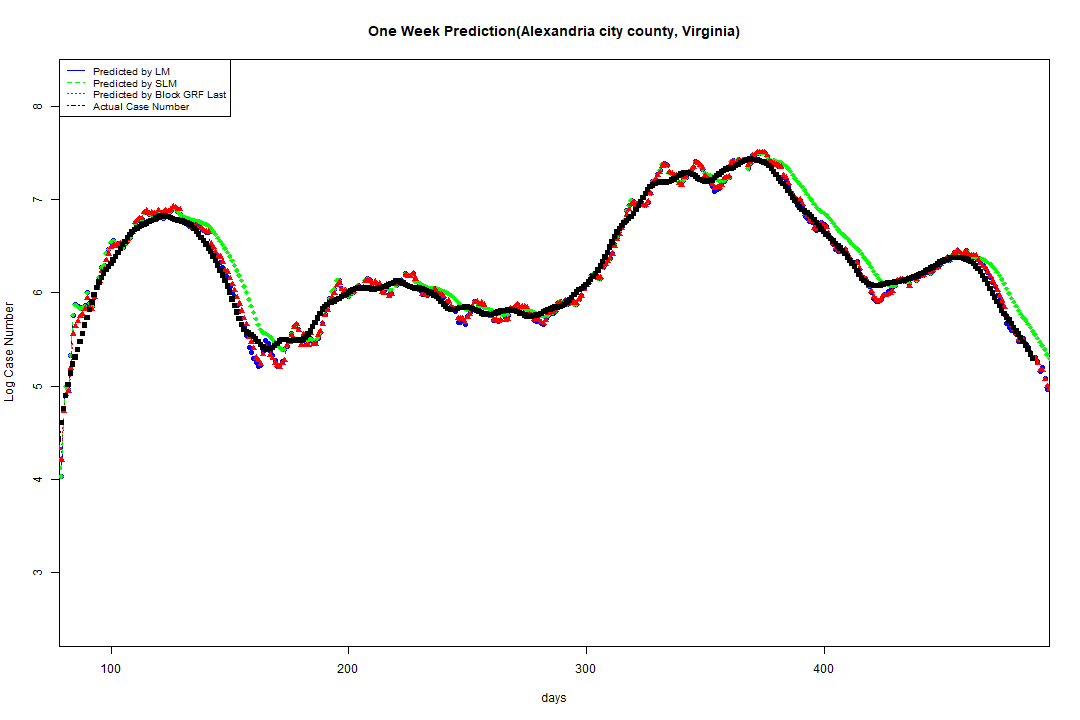 One Week Prediction(Alexandria city county, Virginia)
Predicted by LM
Predicted by SLM
Predicted by Block GRF Last
Actual Case Number
Log Case Number
8
7
6
5
4
3
100 200 300 400
days